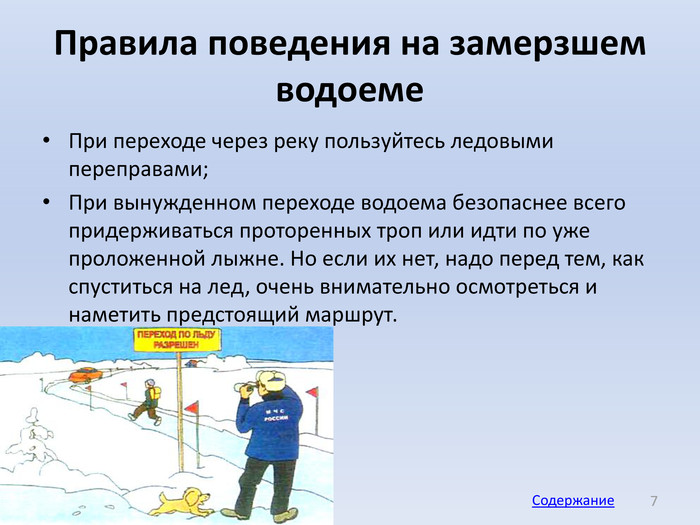 Правила поведения на замерзшем
водоеме
• При переходе через реку пользуйтесь ледовыми
переправами;
• При вынужденном переходе водоема безопаснее всего
придерживаться проторенных троп или идти по уже
проложенной лыжне. Но если их нет, надо перед тем, как
спуститься на лед, очень внимательно осмотреться и
наметить предстоящий маршрут.
ПЕРЕХОД ПО ЛЬДУ
РАЗРЕШЕН
МЧС
РОССИИ
Содержание
7